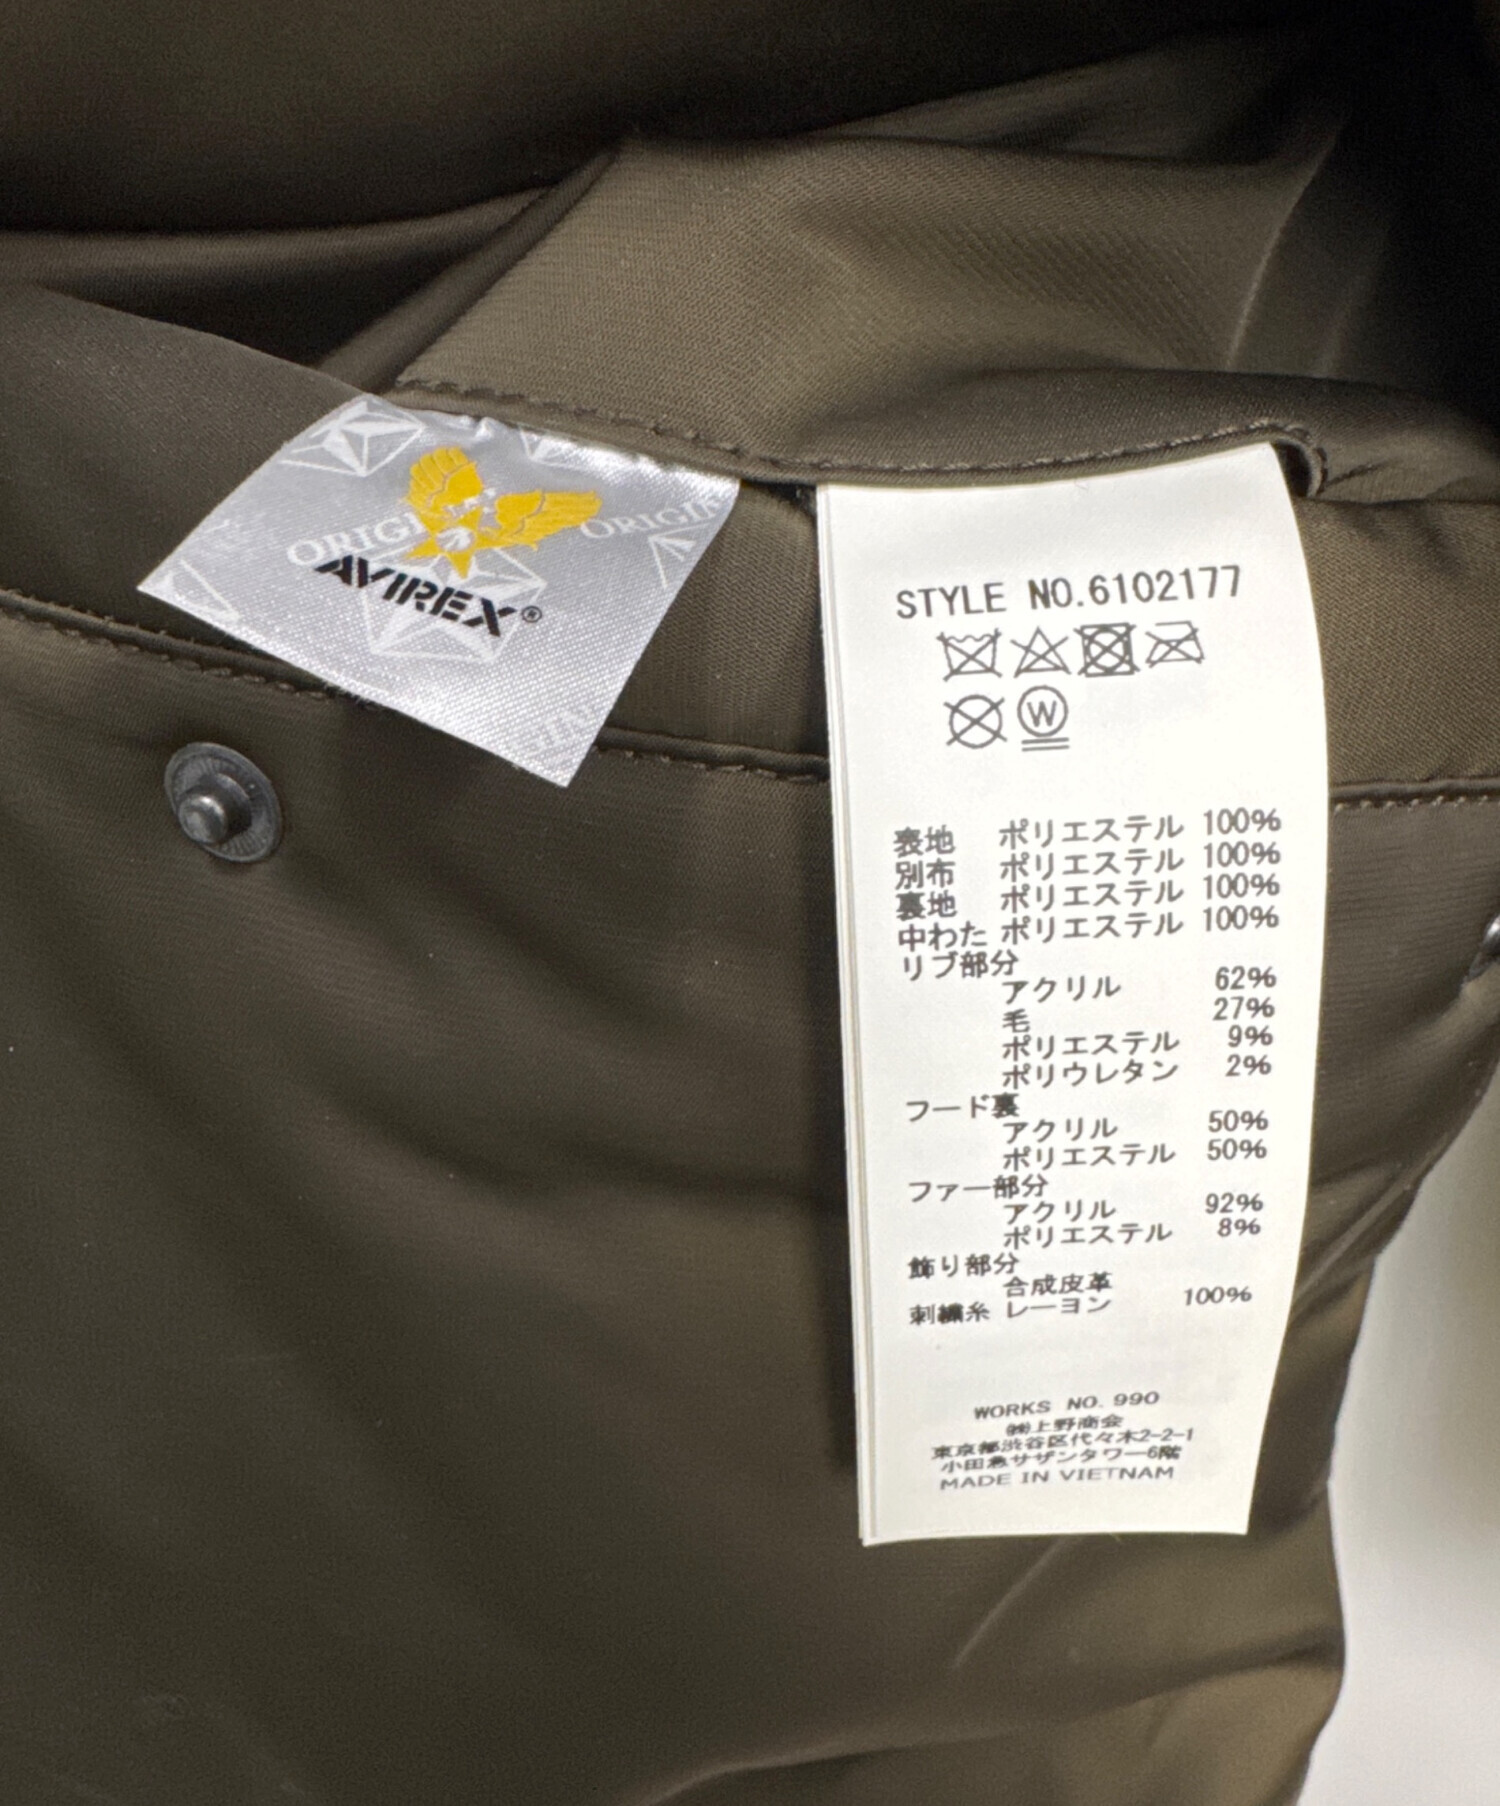 ORIGI
ORIGIN
AVIREX®
STYLE NO.6102177
W
表地 ポリエステル 100%
別布 ポリエステル 100%
裏地 ポリエステル 100%
中わた ポリエステル 100%
リブ部分
アクリル 62%
毛 27%
ポリエステル 9%
ポリウレタン 2%
フード裏
アクリル 50%
ポリエステル 50%
ファー部分
アクリル 92%
ポリエステル 8%
飾り部分
合成皮革
刺繍糸 レーヨン 100%
WORKS NO. 990
㈱上野商会
東京都渋谷区代々木2-2-1
小田急サザンタワー6階
MADE IN VIETNAM